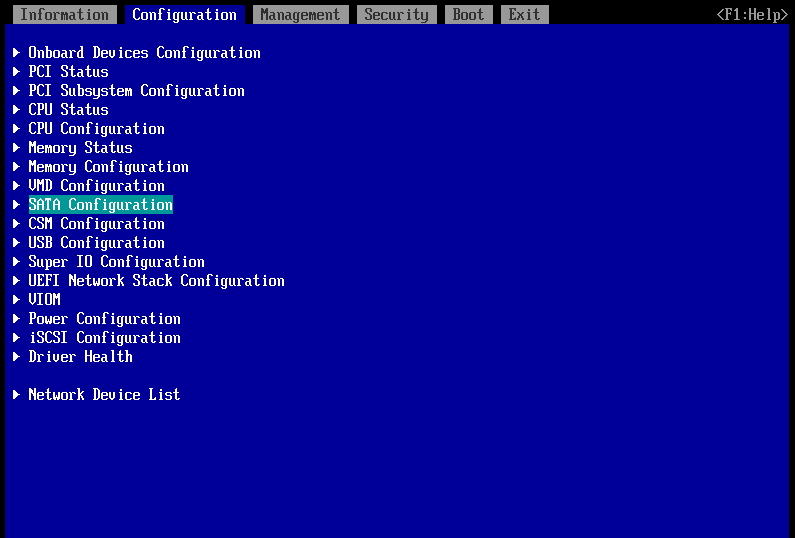 Information Configuration Management Security Boot Exit <F1:Help>
Onboard Devices Configuration
PCI Status
PCI Subsystem Configuration
CPU Status
CPU Configuration
Memory Status
Memory Configuration
VMD Configuration
SATA Configuration
CSM Configuration
USB Configuration
Super IO Configuration
UEFI Network Stack Configuration
VIOM
Power Configuration
iSCSI Configuration
Driver Health
Network Device List